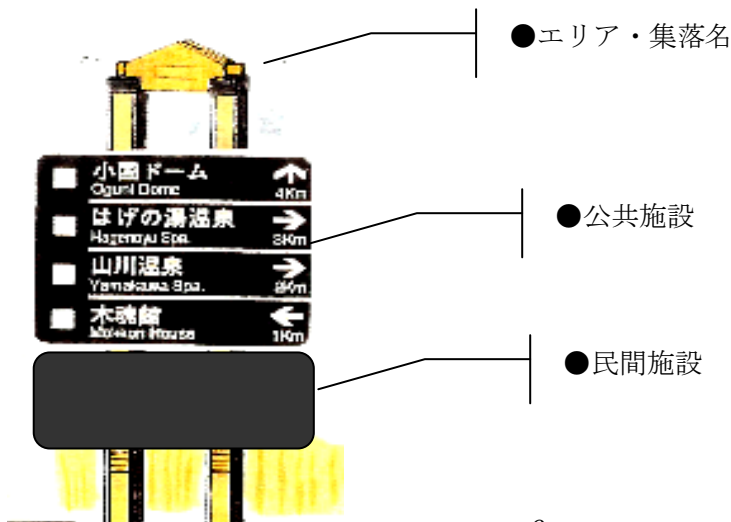 ●エリア・集落名
小国ドーム
Oguni Dome
4Km
はげの湯温泉
Hagenoyu Spa.
●公共施設
山川温泉
Yamakawa Spa.
木魂館
House
1Km
●民間施設